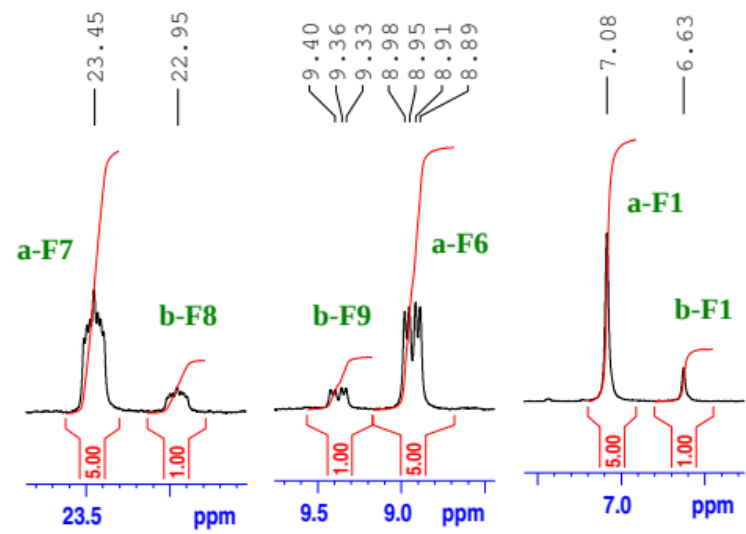 23.45
22.95
9.40
9.36
9.33
8.98
8.95
8.91
8.89
7.08
6.63
a-F7
b-F8
b-F9
a-F6
a-F1
b-F1
5.00
1.00
1.00
5.00
5.00
1.00
23.5 ppm
9.5 9.0 ppm
7.0 ppm